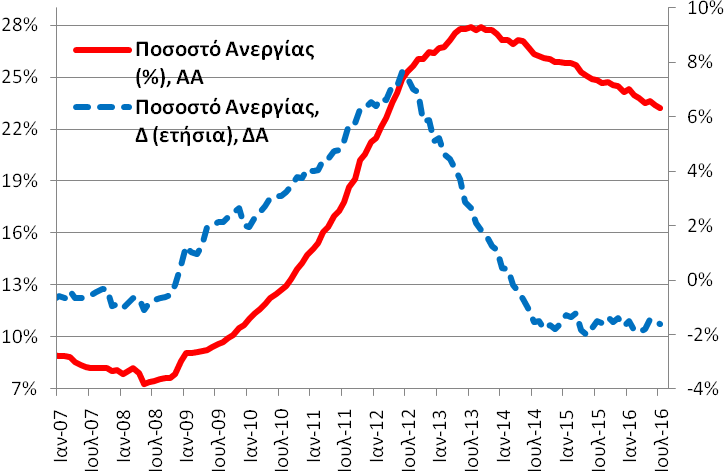 28%
25%
22%
19%
16%
13%
10%
7%
Ποσοστό Ανεργίας
(%), ΑΑ
Ποσοστό Ανεργίας,
Δ (ετήσια), ΔΑ
10%
8%
6%
4%
2%
0%
-2%
-4%
Ιαν-07
Ιουλ-07
Ιαν-08
Ιουλ-08
Ιαν-09
Ιουλ-09
Ιαν-10
Ιουλ-10
Ιαν-11
Ιουλ-11
Ιαν-12
Ιουλ-12
Ιαν-13
Ιουλ-13
Ιαν-14
Ιουλ-14
Ιαν-15
Ιουλ-15
Ιαν-16
Ιουλ-16